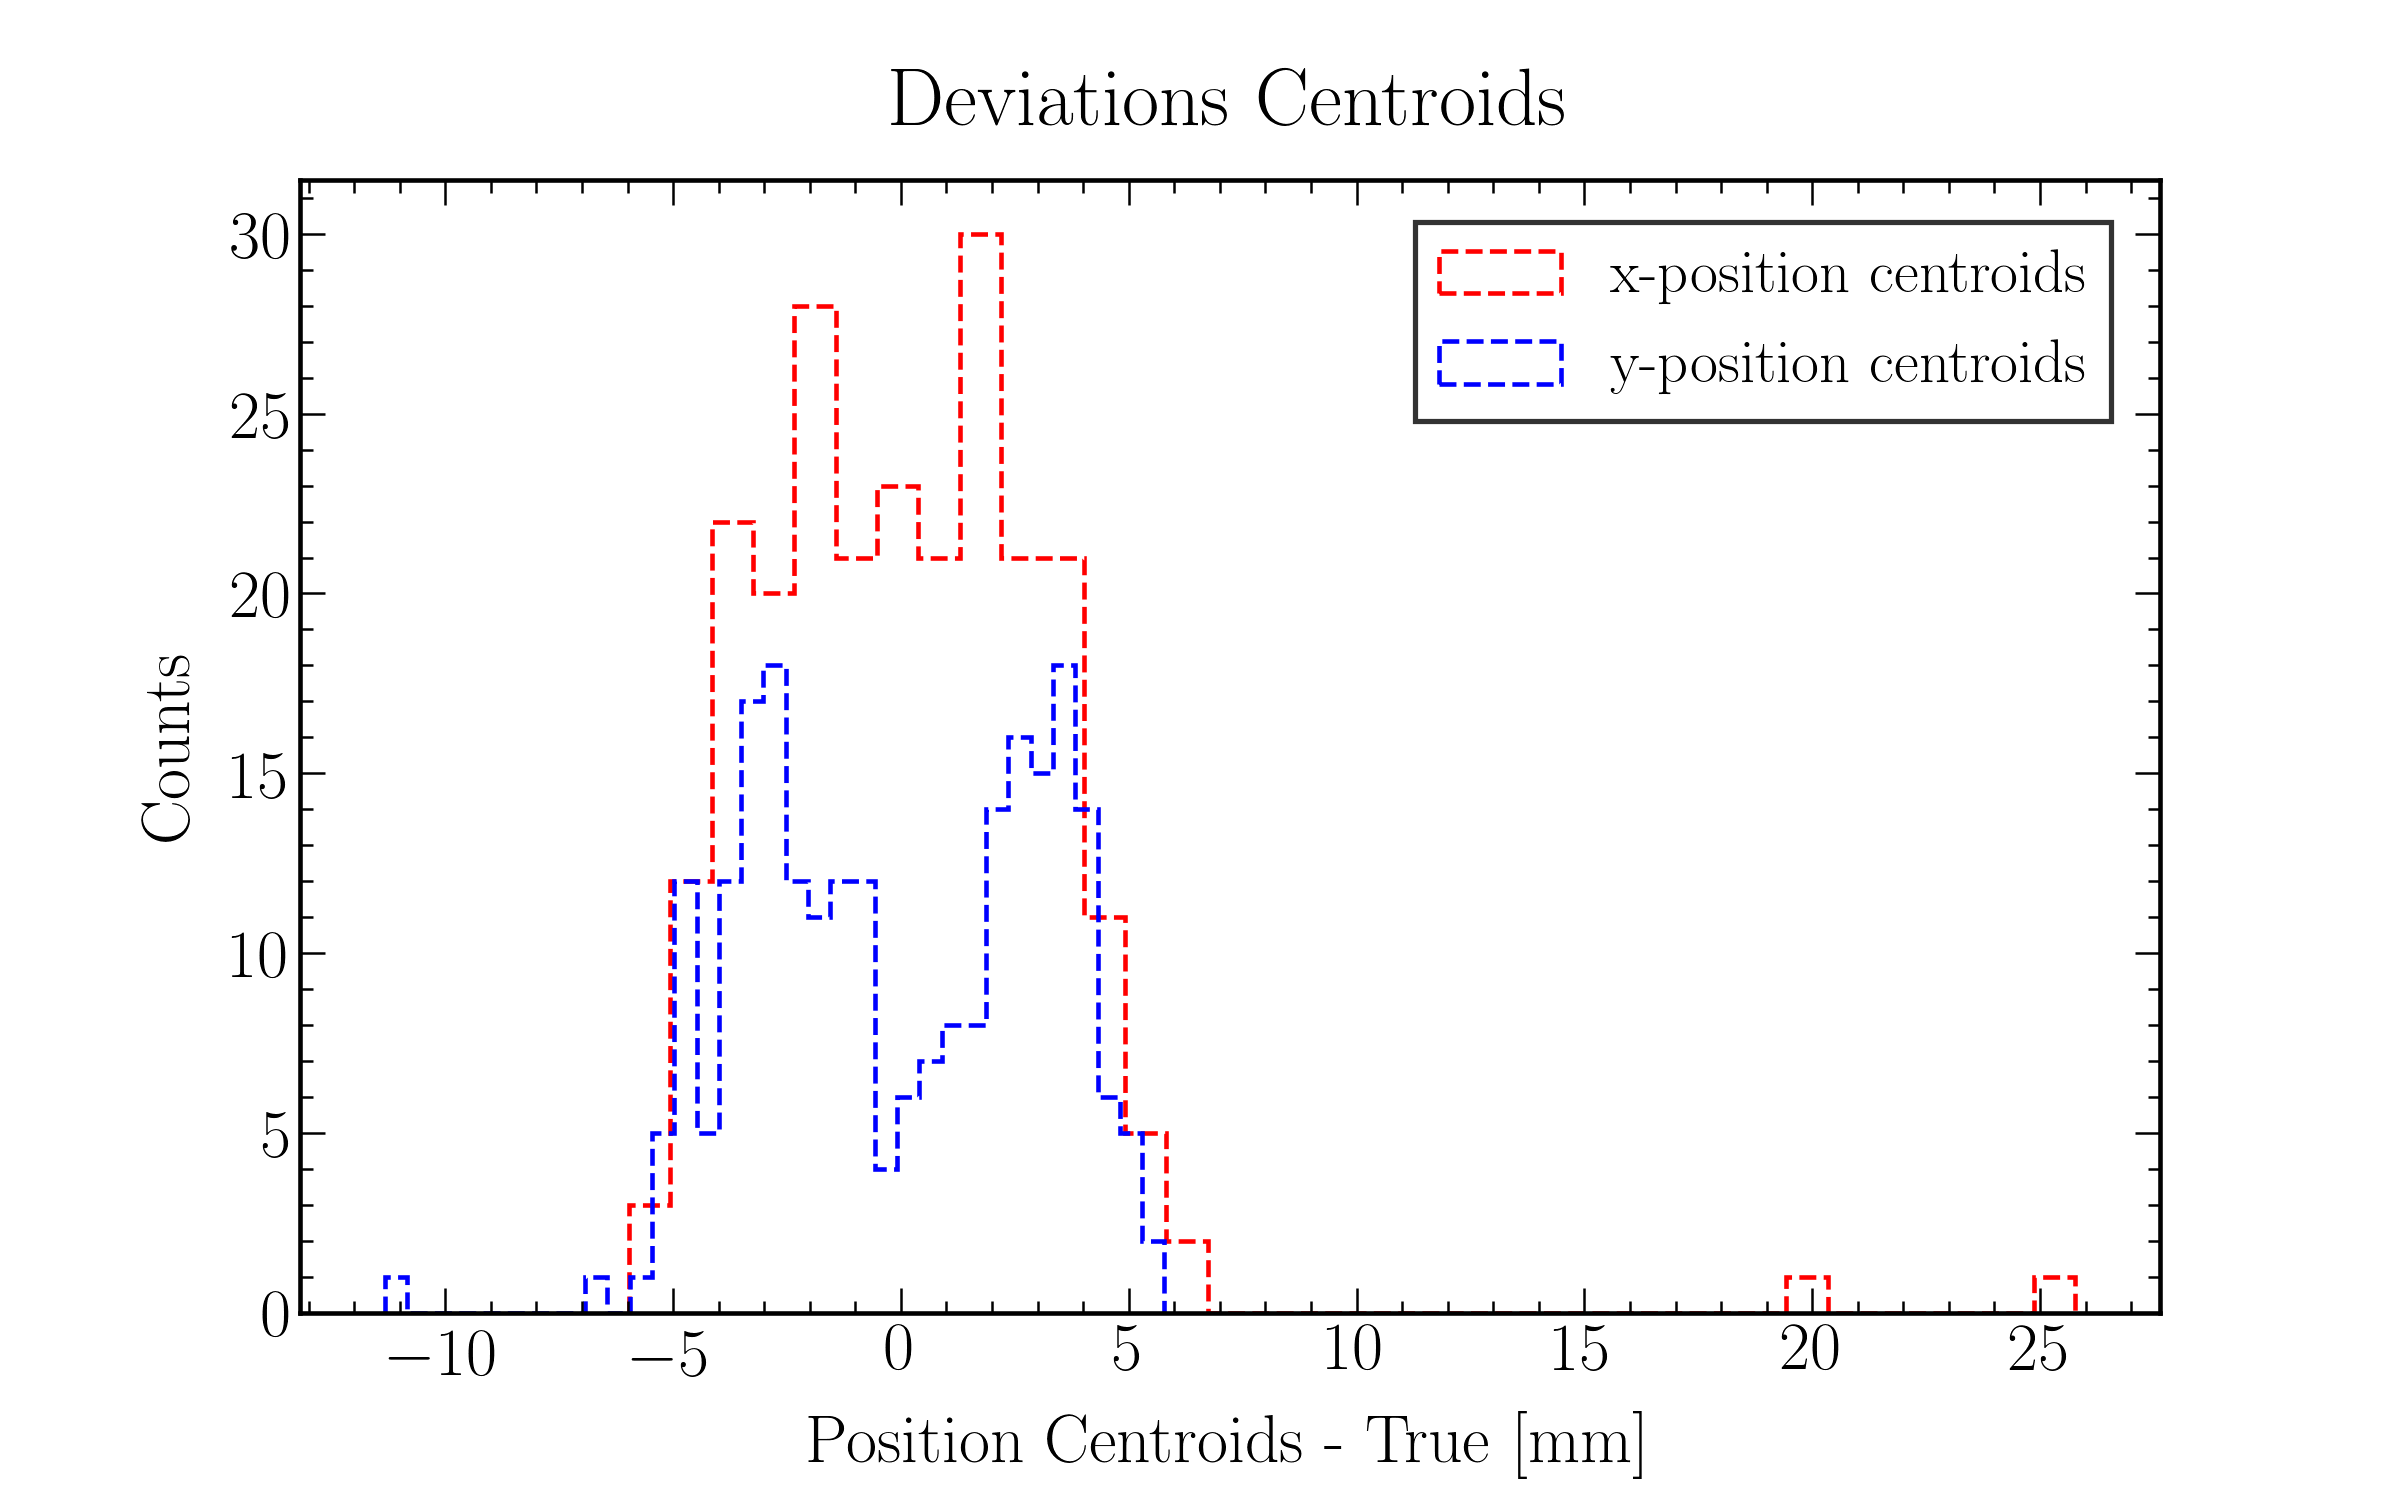 Deviations Centroids
30
25
20
15
10
5
0
Counts
x-position centroids
y-position centroids
−10 −5 0 5 10 15 20 25
Position Centroids - True [mm]